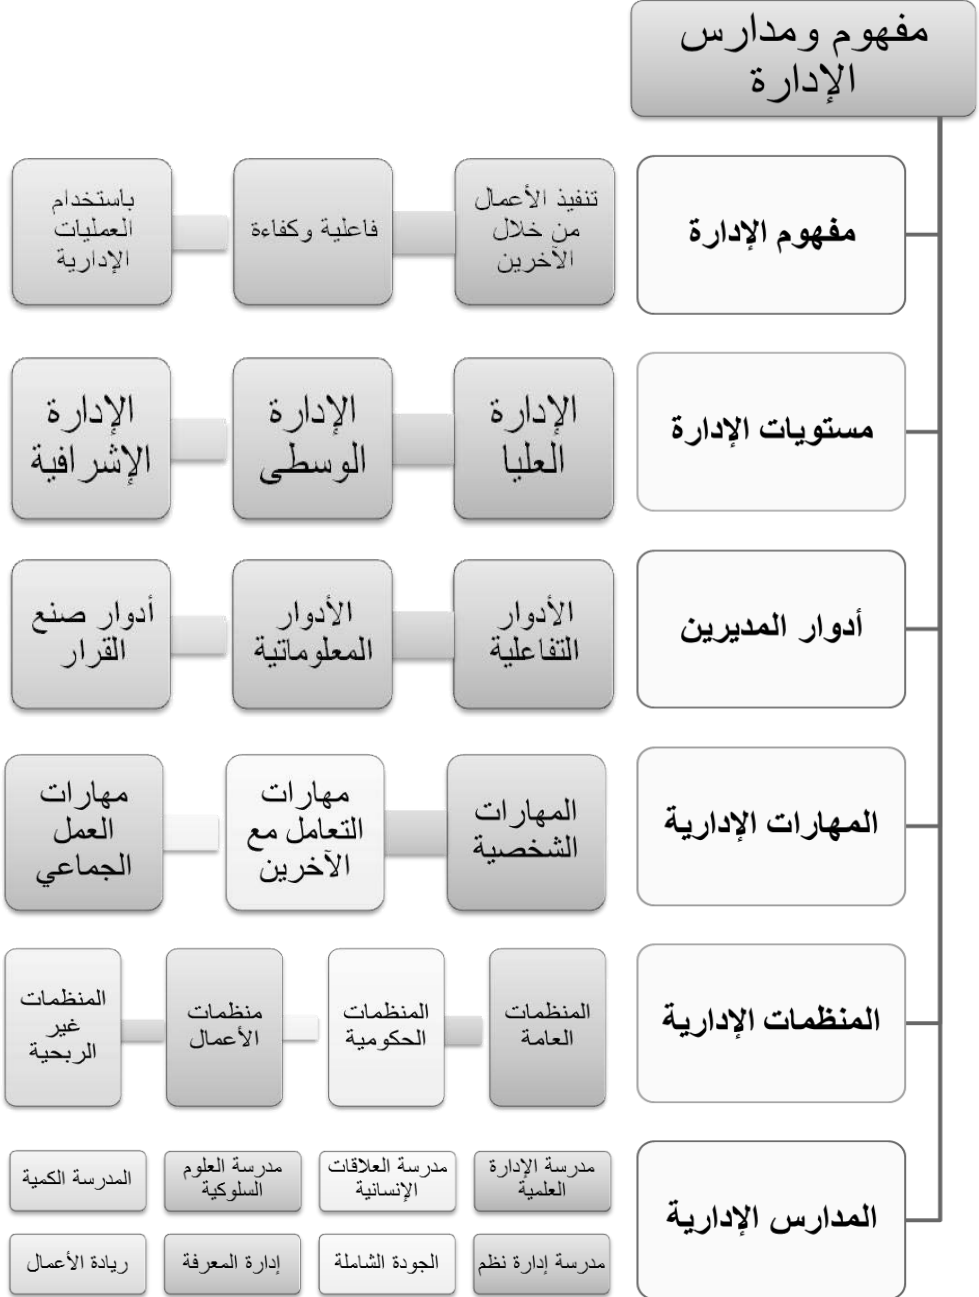 مفهوم ومدارس
الإدارة
مفهوم الإدارة
تنفيذ الأعمال
من خلال
الآخرين
فاعلية وكفاءة
باستخدام
العمليات
الإدارية
مستويات الإدارة
الإدارة
العليا
الإدارة
الوسطى
الإدارة
الإشرافية
أدوار المديرين
الأدوار
التفاعلية
الأدوار
المعلوماتية
أدوار صنع
القرار
المهارات الإدارية
المهارات
الشخصية
مهارات
التعامل مع
الآخرين
مهارات
العمل
الجماعي
المنظمات الإدارية
المنظمات
العامة
المنظمات
الحكومية
منظمات
الأعمال
المنظمات
غير
الربحية
المدارس الإدارية
مدرسة الإدارة
العلمية
مدرسة العلاقات
الإنسانية
مدرسة العلوم
السلوكية
المدرسة الكمية
مدرسة إدارة نظم
الجودة الشاملة
إدارة المعرفة
ريادة الأعمال